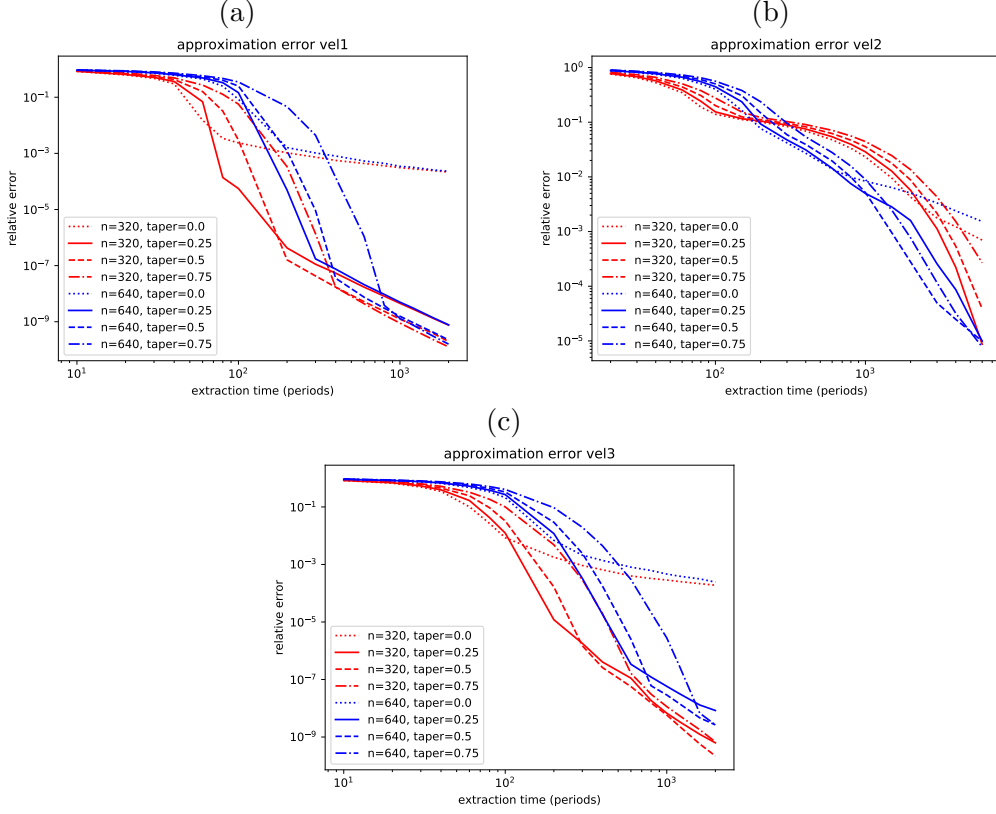 (a)
approximation error vel1
relative error
10^-1
10^-3
10^-5
10^-7
10^-9
n=320, taper=0.0
n=320, taper=0.25
n=320, taper=0.5
n=320, taper=0.75
n=640, taper=0.0
n=640, taper=0.25
n=640, taper=0.5
n=640, taper=0.75
10^1
10^2
10^3
extraction time (periods)
(b)
approximation error vel2
relative error
10^0
10^-1
10^-2
10^-3
10^-4
10^-5
n=320, taper=0.0
n=320, taper=0.25
n=320, taper=0.5
n=320, taper=0.75
n=640, taper=0.0
n=640, taper=0.25
n=640, taper=0.5
n=640, taper=0.75
10^2
10^3
extraction time (periods)
(c)
approximation error vel3
relative error
10^-1
10^-3
10^-5
10^-7
10^-9
n=320, taper=0.0
n=320, taper=0.25
n=320, taper=0.5
n=320, taper=0.75
n=640, taper=0.0
n=640, taper=0.25
n=640, taper=0.5
n=640, taper=0.75
10^1
10^2
10^3
extraction time (periods)